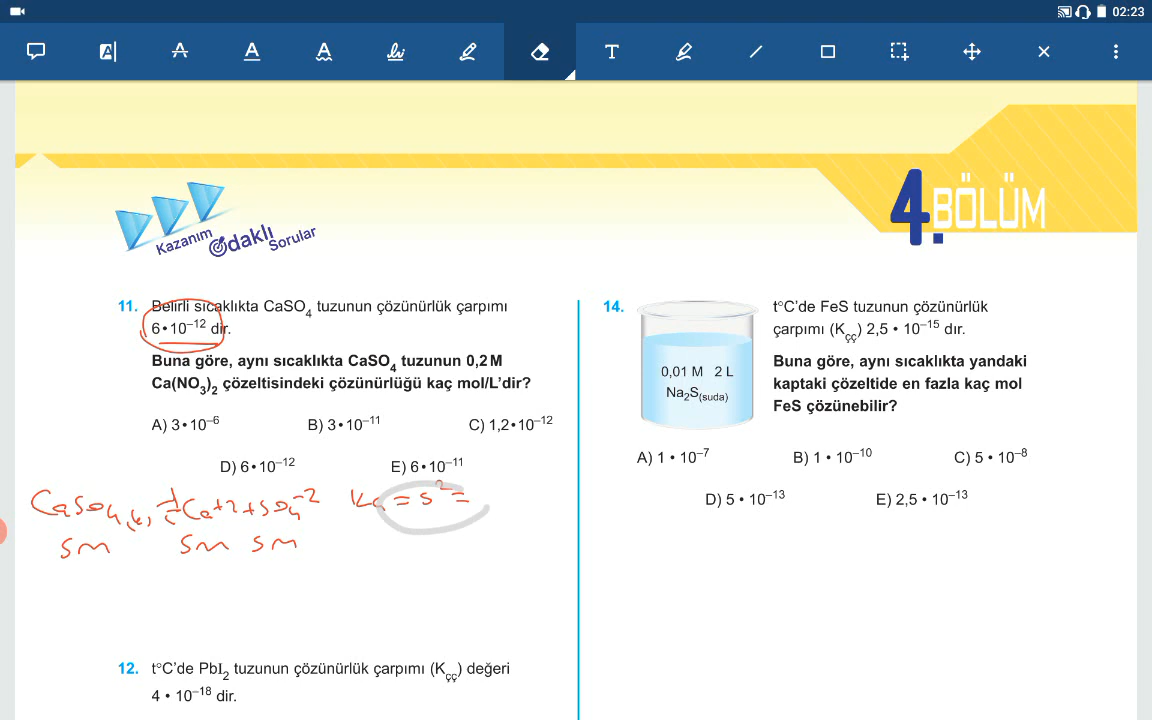 02:23
T
4.BÖLÜM
Kazanım Odaklı Sorular
11. Belirli sıcaklıkta CaSO₄ tuzunun çözünürlük çarpımı
6•10⁻¹² dir.
Buna göre, aynı sıcaklıkta CaSO₄ tuzunun 0,2 M
Ca(NO₃)₂ çözeltisindeki çözünürlüğü kaç mol/L'dir?
A) 3•10⁻⁶ B) 3•10⁻¹¹ C) 1,2•10⁻¹²
D) 6•10⁻¹² E) 6•10⁻¹¹
CaSO₄(k) ⇌ Ca+2 + SO₄⁻² = s² =
sm sm sm
12. t°C'de PbI₂ tuzunun çözünürlük çarpımı (Kçç) değeri
4 • 10⁻¹⁸ dir.
14. t°C'de FeS tuzunun çözünürlük
çarpımı (Kçç) 2,5 • 10⁻¹⁵ dır.
Buna göre, aynı sıcaklıkta yandaki
kaptaki çözeltide en fazla kaç mol
FeS çözünebilir?
0,01 M 2 L
Na₂S(suda)
A) 1 • 10⁻⁷ B) 1 • 10⁻¹⁰ C) 5 • 10⁻⁸
D) 5 • 10⁻¹³ E) 2,5 • 10⁻¹³